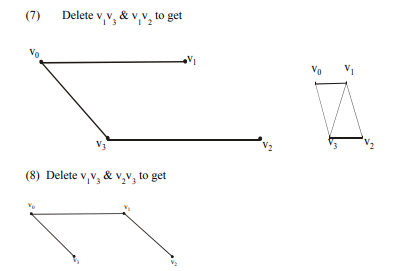 (7) Delete v₁v₃ & v₁v₂ to get
v₀
v₁
v₃
v₂
v₀ v₁
v₃ v₂
(8) Delete v₁v₃ & v₂v₃ to get
v₀ v₁
v₃ v₂